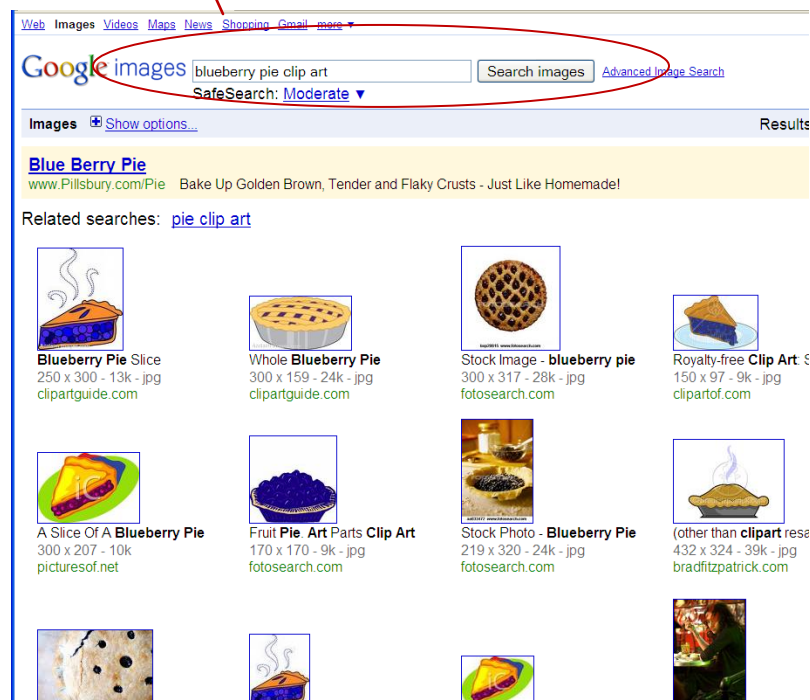 Web Images Videos Maps News Shopping Gmail more ▼
Google images blueberry pie clip art Search images Advanced Image Search
SafeSearch: Moderate ▼
Images Show options... Results
Blue Berry Pie
www.Pillsbury.com/Pie Bake Up Golden Brown, Tender and Flaky Crusts - Just Like Homemade!
Related searches: pie clip art
Blueberry Pie Slice
250 x 300 - 13k - jpg
clipartguide.com
Whole Blueberry Pie
300 x 159 - 24k - jpg
clipartguide.com
Stock Image - blueberry pie
300 x 317 - 28k - jpg
fotosearch.com
Royalty-free Clip Art: S
150 x 97 - 9k - jpg
clipartof.com
A Slice Of A Blueberry Pie
300 x 207 - 10k
picturesof.net
Fruit Pie. Art Parts Clip Art
170 x 170 - 9k - jpg
fotosearch.com
Stock Photo - Blueberry Pie
219 x 320 - 24k - jpg
fotosearch.com
(other than clipart resa
432 x 324 - 39k - jpg
bradfitzpatrick.com